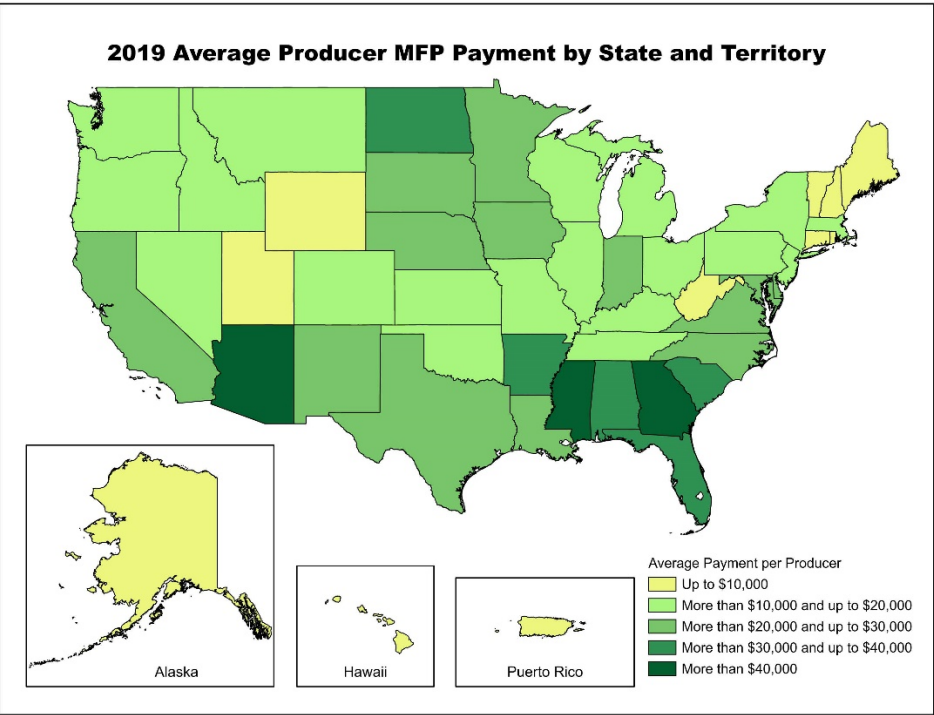 2019 Average Producer MFP Payment by State and Territory
Alaska
Hawaii
Puerto Rico
Average Payment per Producer
Up to $10,000
More than $10,000 and up to $20,000
More than $20,000 and up to $30,000
More than $30,000 and up to $40,000
More than $40,000